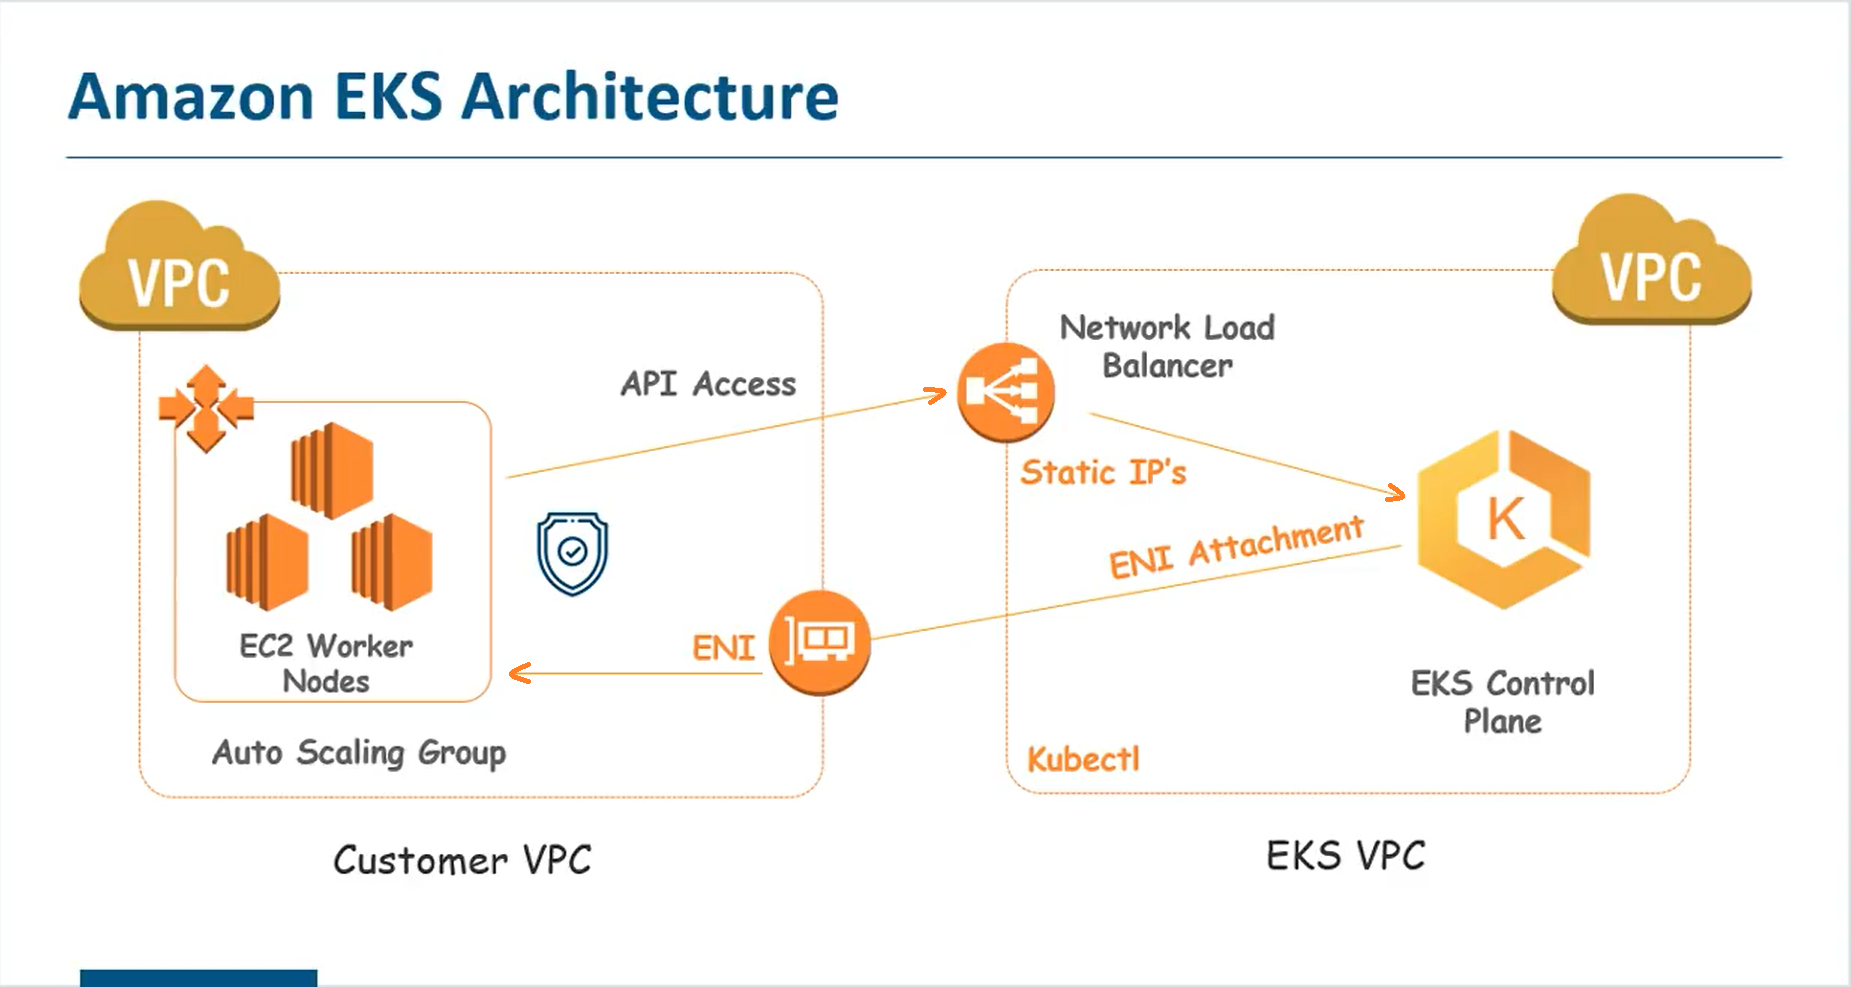 Amazon EKS Architecture
VPC
VPC
Network Load
Balancer
API Access
Static IP's
K
ENI Attachment
EC2 Worker
Nodes
ENI
EKS Control
Plane
Auto Scaling Group
Kubectl
Customer VPC
EKS VPC